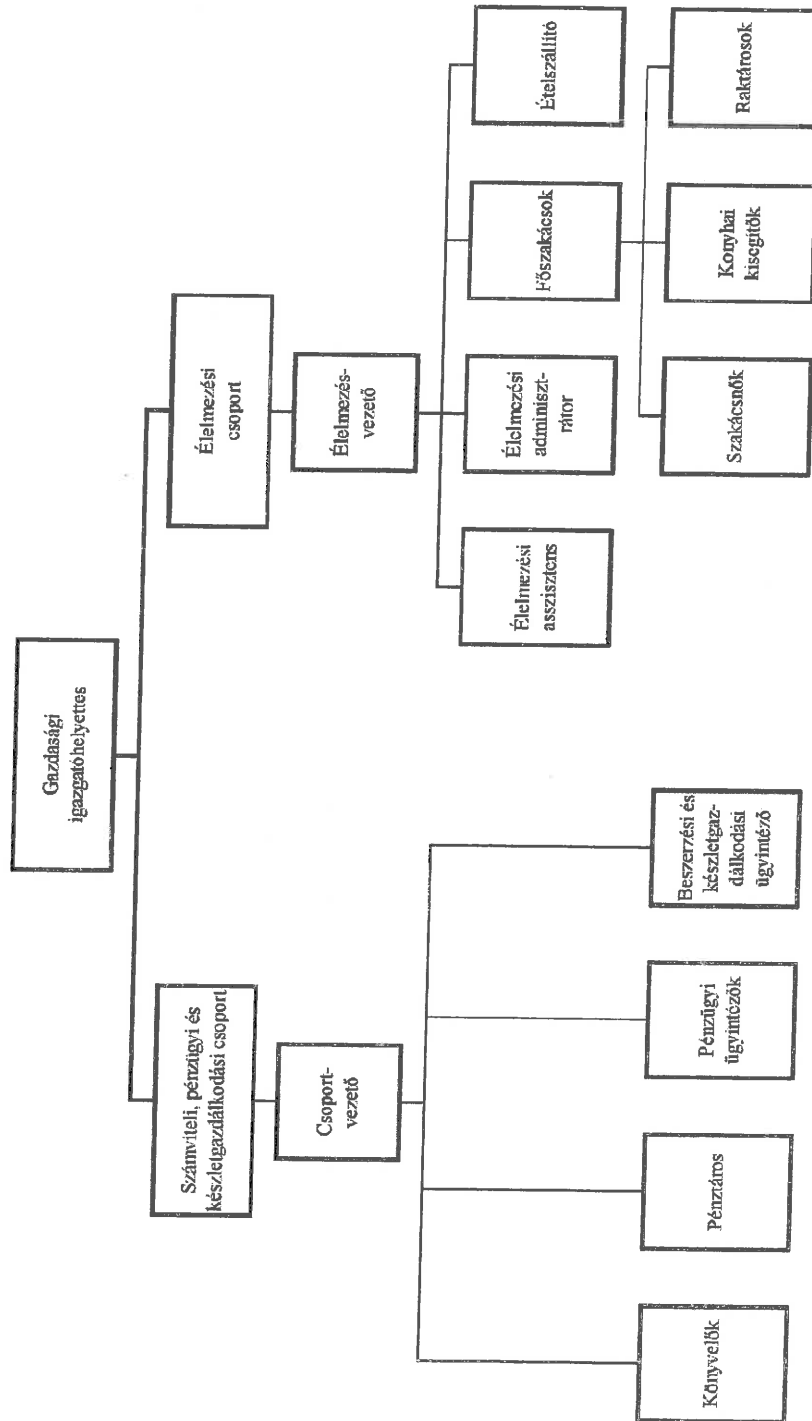 Gazdasági
igazgatóhelyettes
Számviteli, pénzügyi és
készletgazdálkodási csoport
Élelmezési
csoport
Csoport-
vezető
Élelmezés-
vezető
Könyvelők
Pénztáros
Pénzügyi
ügyintézők
Beszerzési és
készletgaz-
dálkodási
ügyintéző
Élelmezési
asszisztens
Élelmezési
adminiszt-
rátor
Főszakácsok
Ételszállító
Szakácsnők
Konyhai
kisegítők
Raktárosok